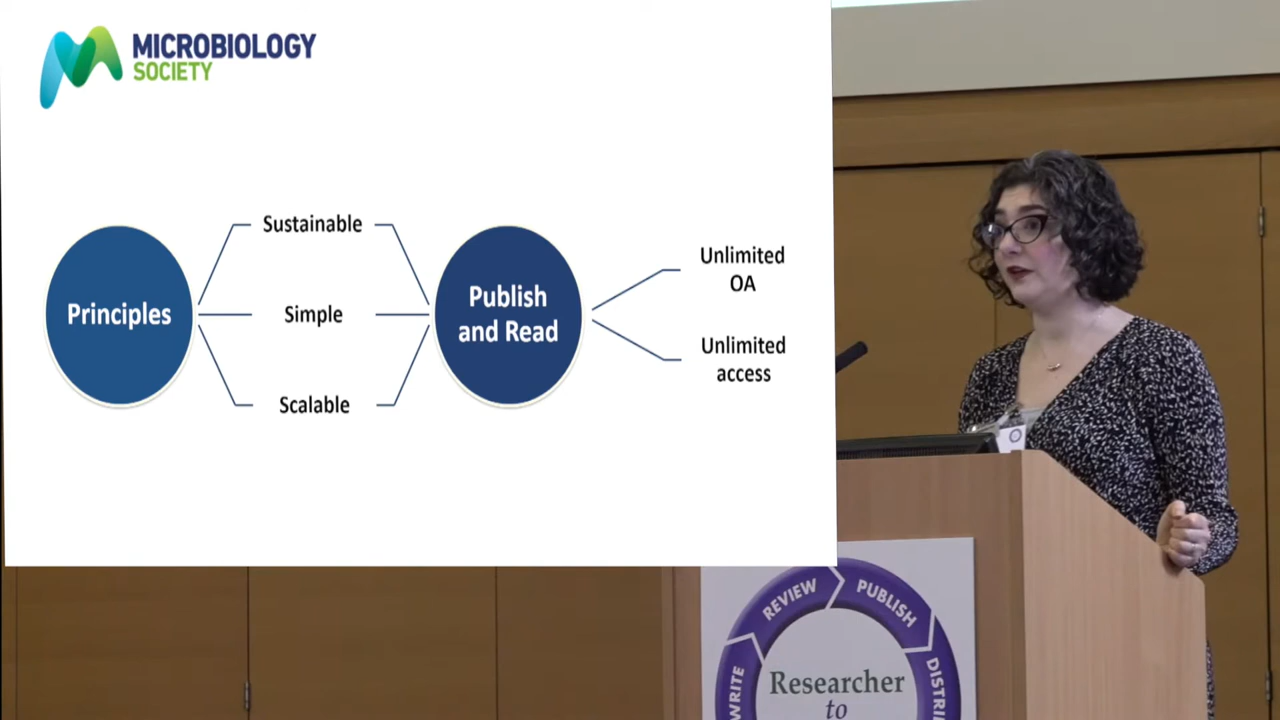 MICROBIOLOGY
SOCIETY
Principles
Sustainable
Simple
Scalable
Publish
and Read
Unlimited
OA
Unlimited
access
WRITE
REVIEW
PUBLISH
Researcher
to